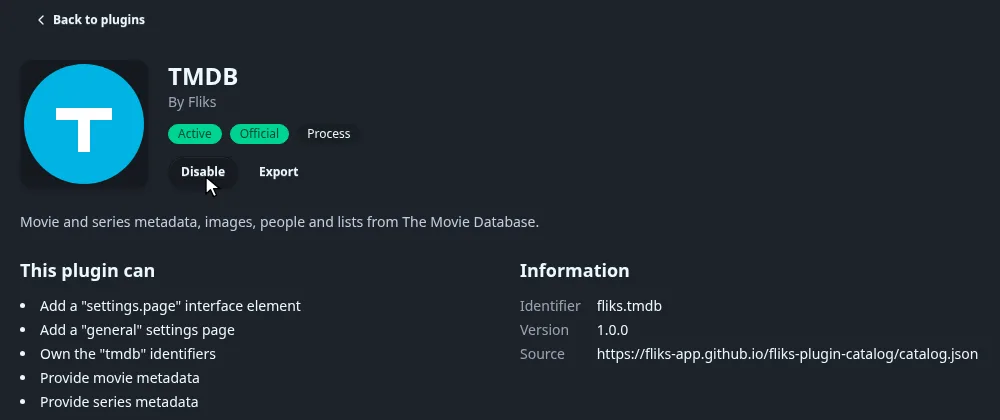 Back to plugins
T
TMDB
By Fliks
Active Official Process
Disable Export
Movie and series metadata, images, people and lists from The Movie Database.
This plugin can
Add a "settings.page" interface element
Add a "general" settings page
Own the "tmdb" identifiers
Provide movie metadata
Provide series metadata
Information
Identifier fliks.tmdb
Version 1.0.0
Source https://fliks-app.github.io/fliks-plugin-catalog/catalog.json